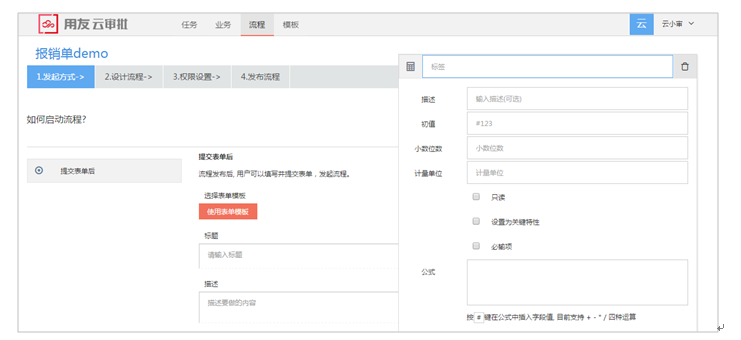 用友 云审批
任务 业务 流程 模板
云 云小审
报销单demo
1.发起方式-> 2.设计流程-> 3.权限设置-> 4.发布流程
如何启动流程?
提交表单后
提交表单后
流程发布后, 用户可以填写并提交表单，发起流程。
选择表单模板
使用表单模板
标题
请输入标题
描述
描述要做的内容
标签
描述 输入描述(可选)
初值 #123
小数位数 小数位数
计量单位 计量单位
只读
设置为关键特性
必输项
公式
按 # 键在公式中插入字段值, 目前支持 + - * / 四种运算